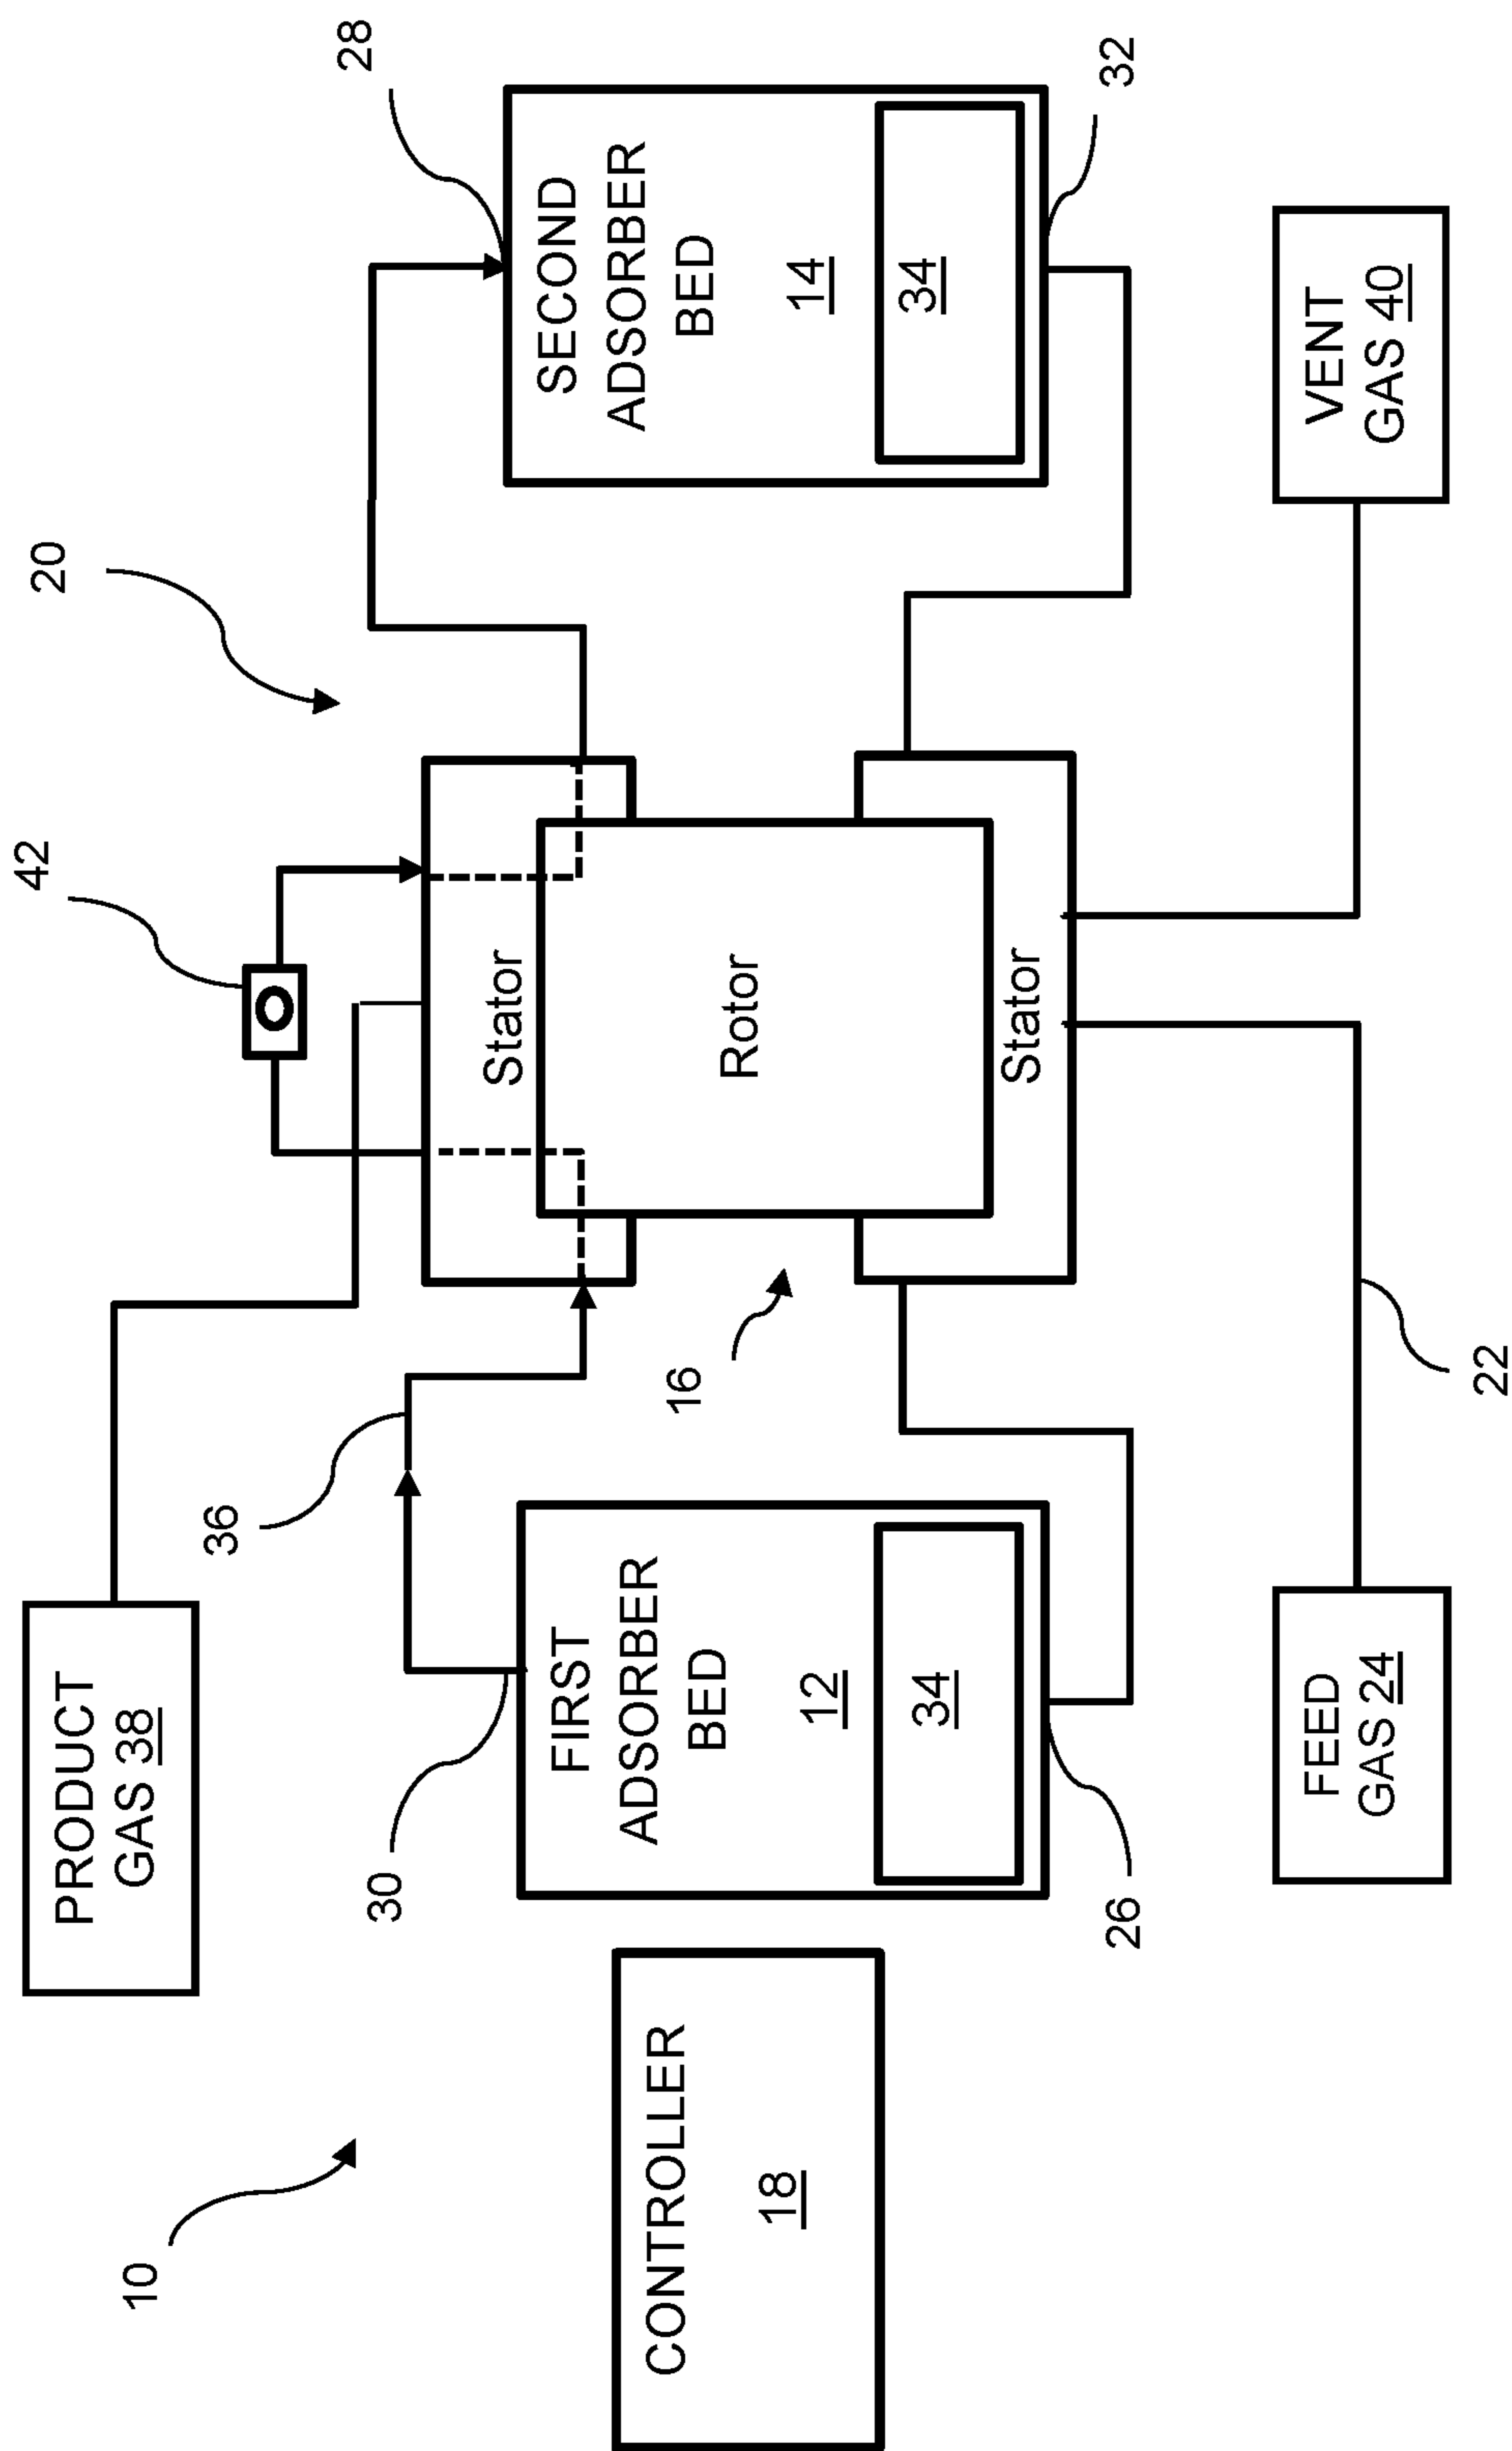 10
PRODUCT
GAS 38
CONTROLLER
18
30
36
FIRST
ADSORBER
BED
12
34
26
FEED
GAS 24
22
16
42
20
Stator
Rotor
Stator
28
SECOND
ADSORBER
BED
14
34
32
VENT
GAS 40